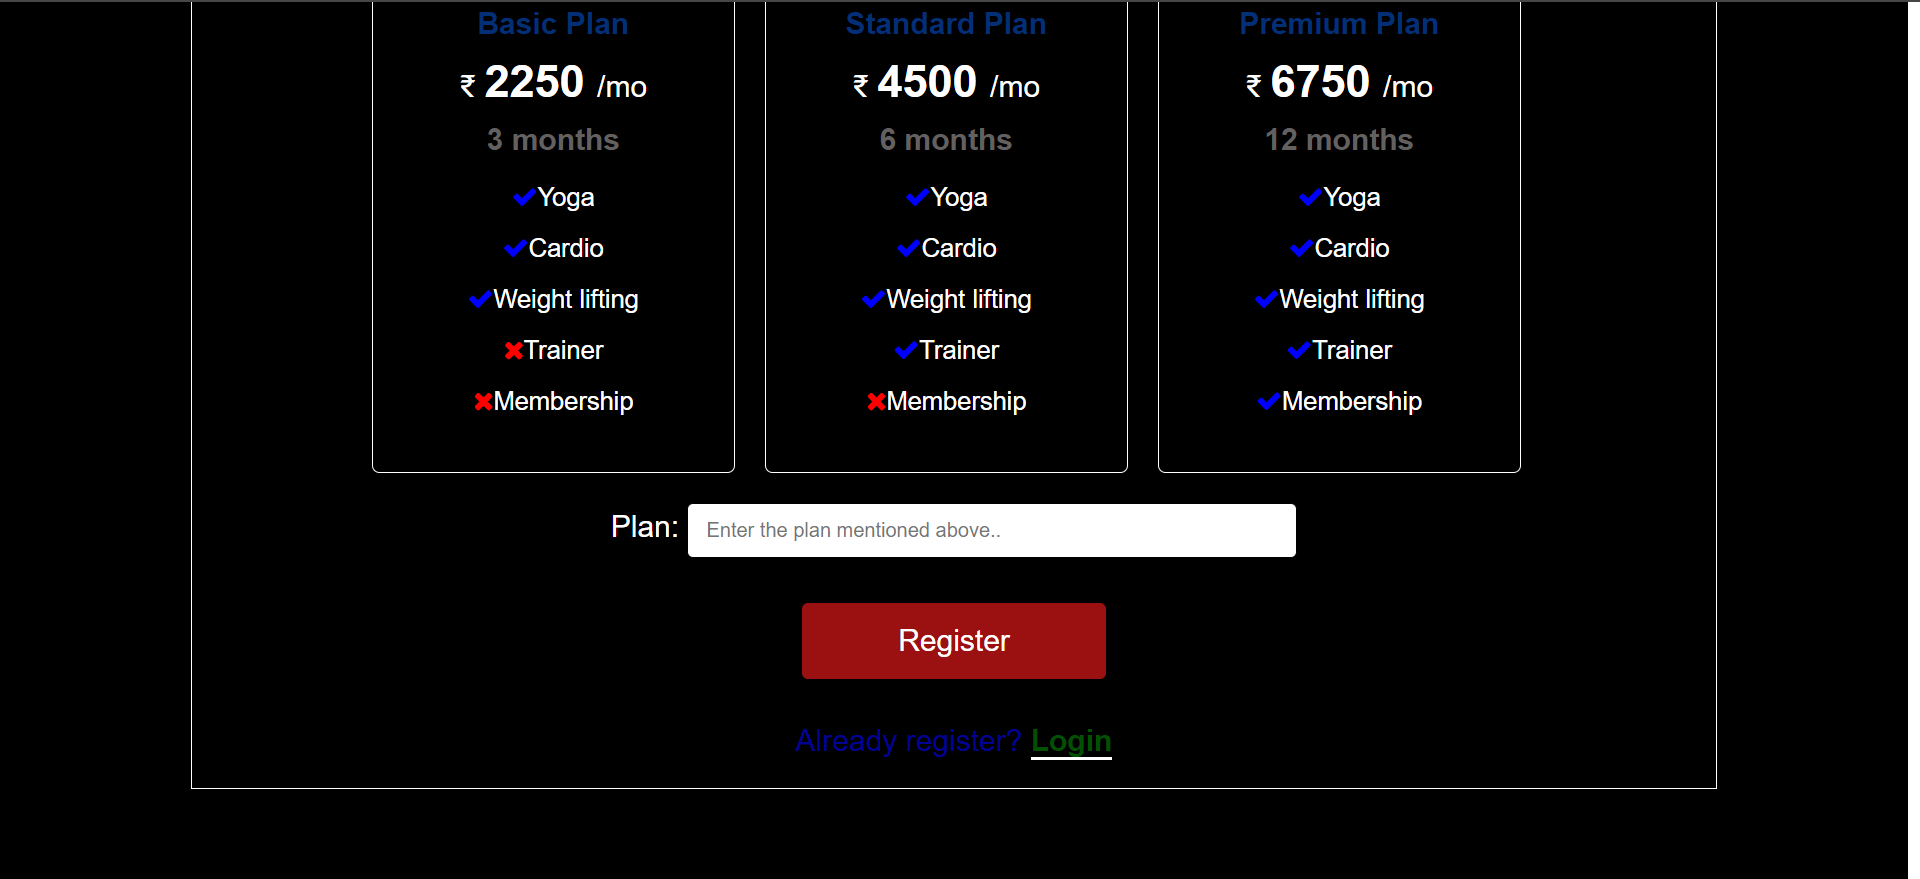 Basic Plan
₹ 2250 /mo
3 months
Yoga
Cardio
Weight lifting
Trainer
Membership
Standard Plan
₹ 4500 /mo
6 months
Yoga
Cardio
Weight lifting
Trainer
Membership
Premium Plan
₹ 6750 /mo
12 months
Yoga
Cardio
Weight lifting
Trainer
Membership
Plan: Enter the plan mentioned above..
Register
Already register? Login